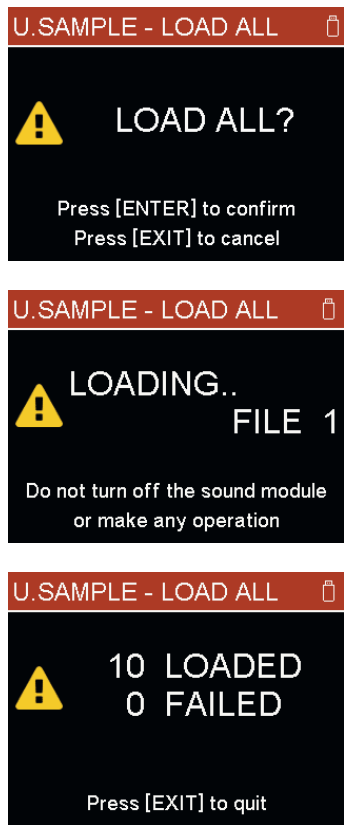 U.SAMPLE - LOAD ALL
LOAD ALL?
Press [ENTER] to confirm
Press [EXIT] to cancel
U.SAMPLE - LOAD ALL
LOADING..
FILE 1
Do not turn off the sound module
or make any operation
U.SAMPLE - LOAD ALL
10 LOADED
0 FAILED
Press [EXIT] to quit